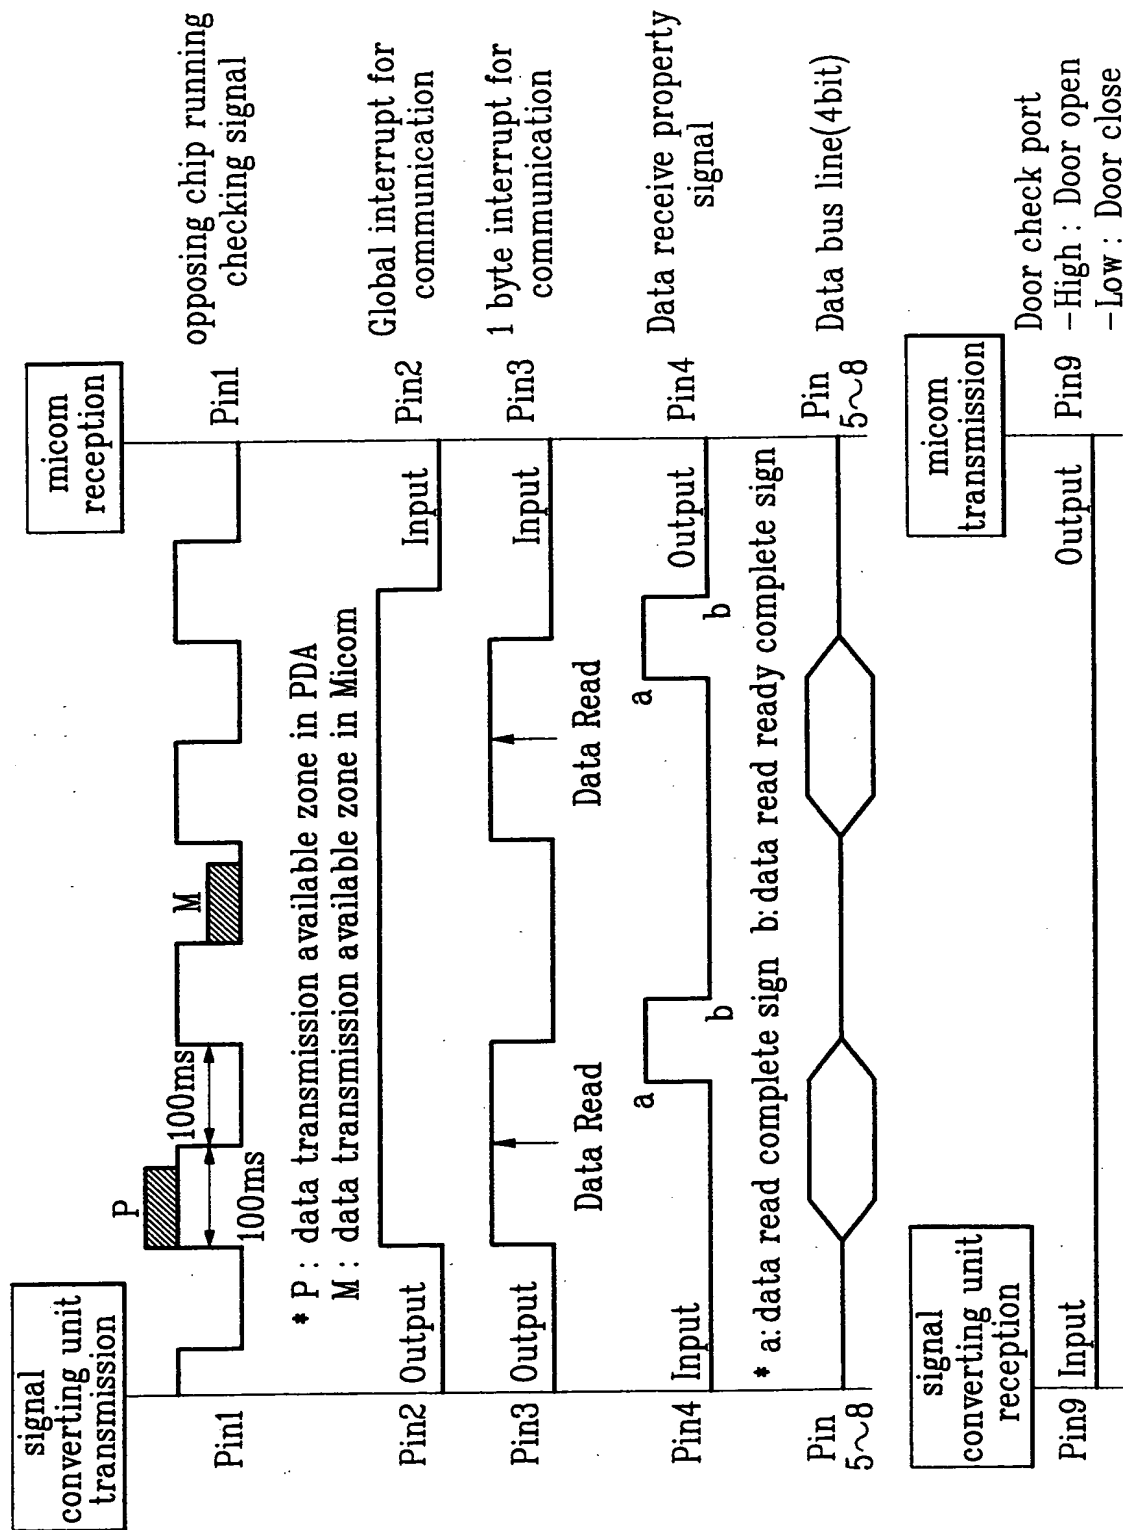 signal
converting unit
transmission
micom
reception
Pin1
P
100ms
100ms
M
Pin1
opposing chip running
checking signal
* P : data transmission available zone in PDA
M : data transmission available zone in Micom
Pin2
Output
Input
Pin2
Global interrupt for
communication
Pin3
Output
Data Read
Data Read
Input
Pin3
1 byte interrupt for
communication
Pin4
Input
a
b
a
b
Output
Pin4
Data receive property
signal
* a: data read complete sign b: data read ready complete sign
Pin
5~8
Pin
5~8
Data bus line(4bit)
signal
converting unit
reception
micom
transmission
Pin9
Input
Output
Pin9
Door check port
-High : Door open
-Low : Door close